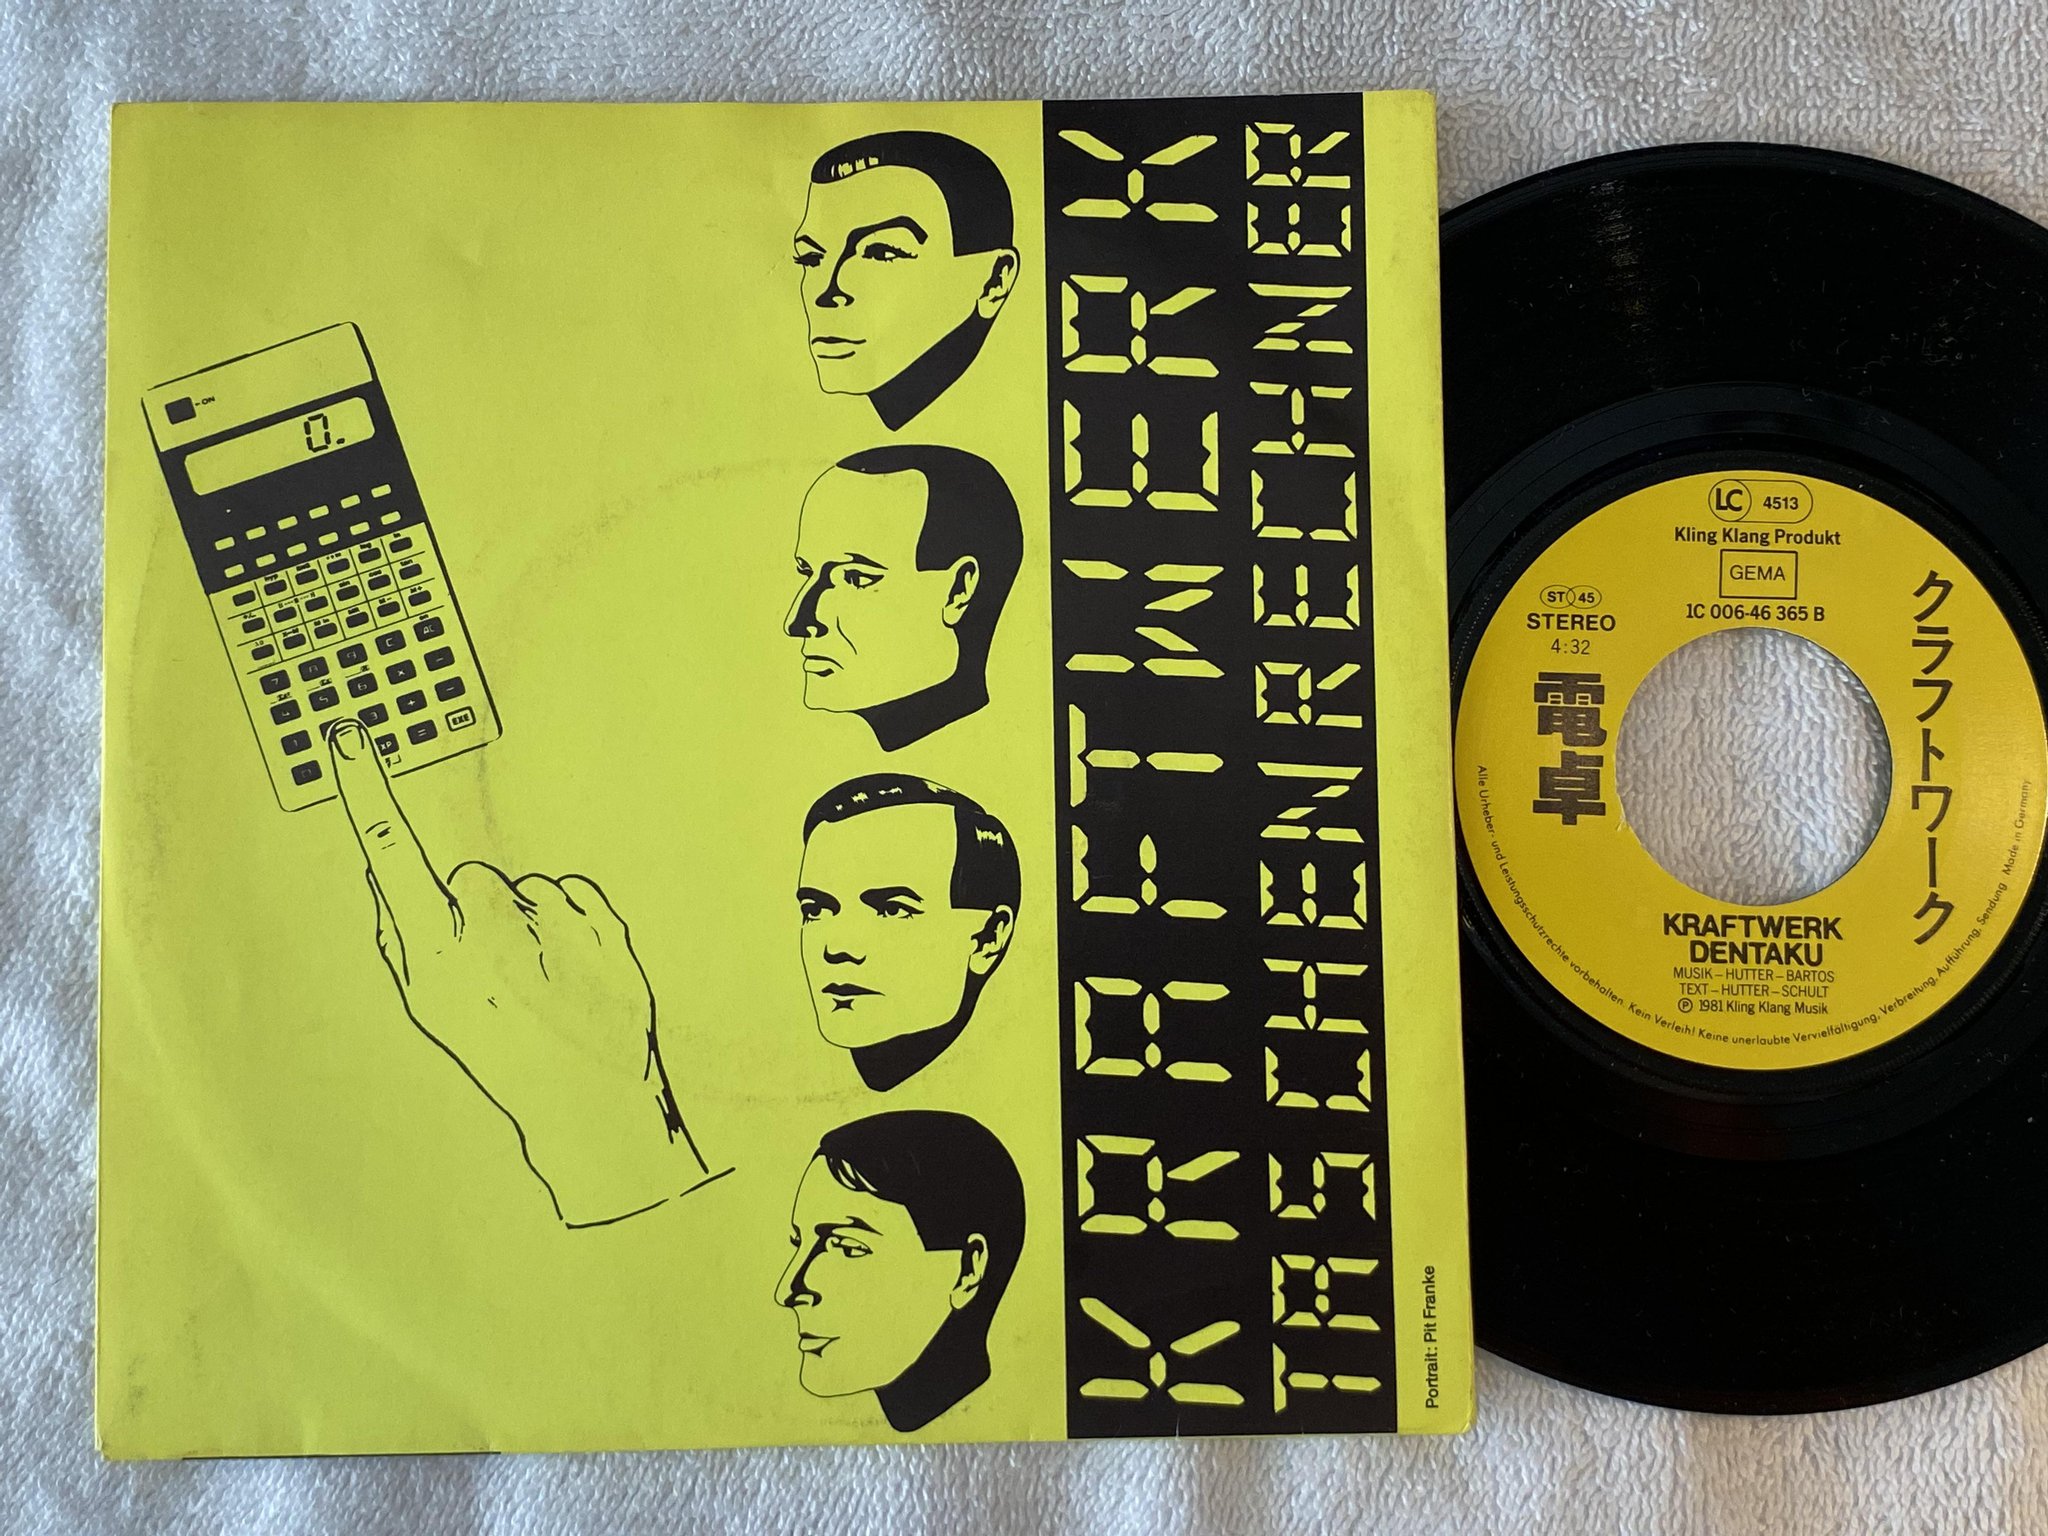 KRAFTWERK
TASCHENRECHNER
Portrait: Pit Franke
-ON
0.
EXE
LC 4513
Kling Klang Produkt
GEMA
1C 006-46 365 B
ST 45
STEREO
4:32
電卓
クラフトワーク
KRAFTWERK
DENTAKU
MUSIK – HUTTER – BARTOS
TEXT – HUTTER – SCHULT
Ⓟ 1981 Kling Klang Musik
Alle Urheber- und Leistungsschutzrechte vorbehalten. Kein Verleih! Keine unerlaubte Vervielfältigung, Verbreitung, Aufführung, Sendung Made in Germany